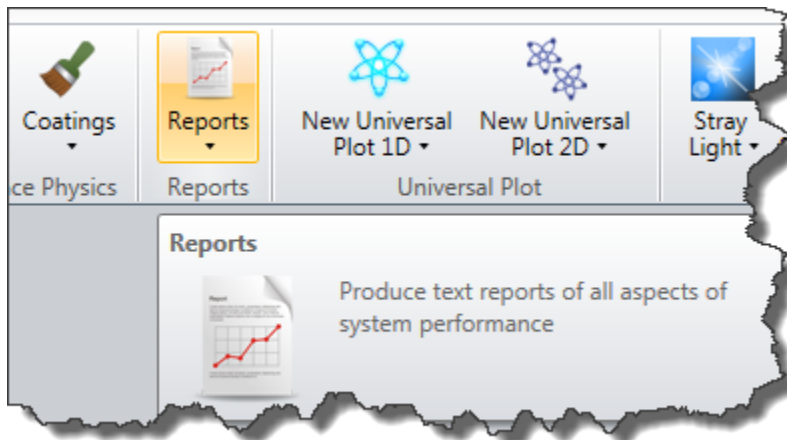 Coatings
Reports
New Universal
Plot 1D
New Universal
Plot 2D
Stray
Light
ce Physics
Reports
Universal Plot
Reports
Produce text reports of all aspects of
system performance